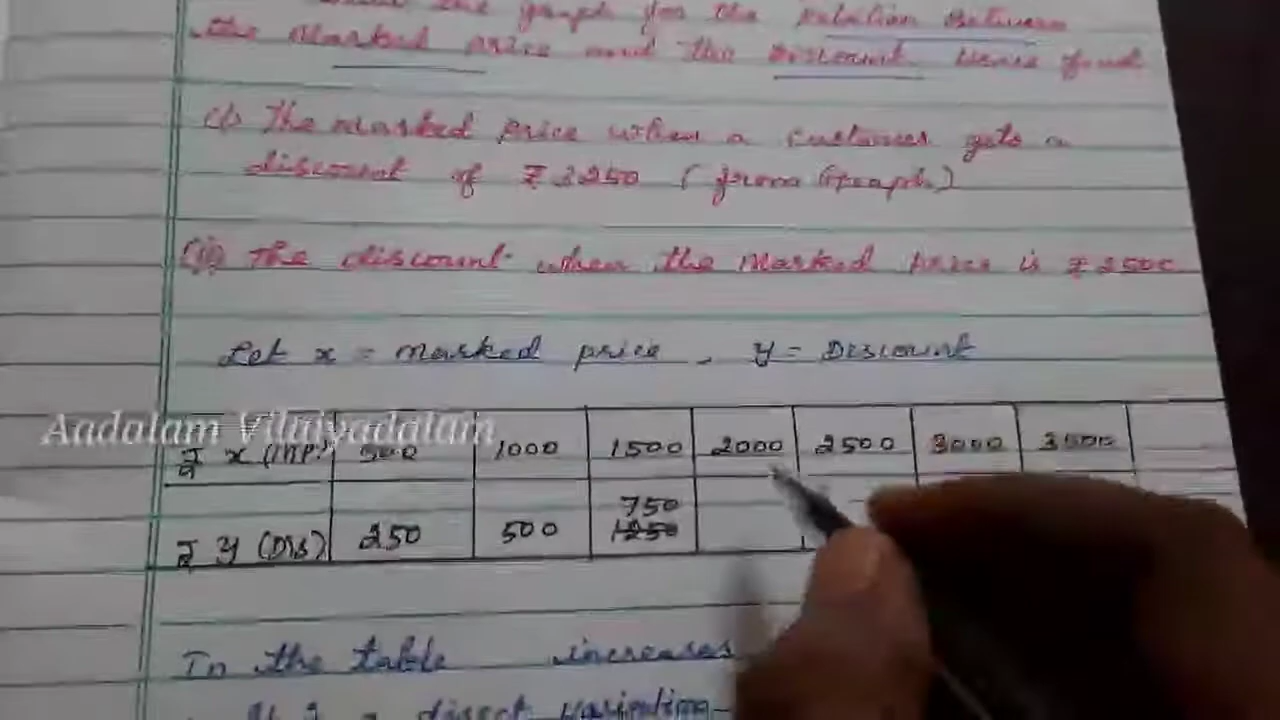 the graph for the relation Between
the Marked price and the Discount. Hence find
(i) The marked price when a customer gets a
discount of ₹ 3250 (from Graph)
(ii) The discount when the Marked price is ₹ 2500
Let x = marked price, y = Discount
Aadalam Vilaiyadalam
₹ x (MP) 500 1000 1500 2000 2500 3000 3500
750
₹ y (DIS) 250 500 1250
In the table increases
direct variation